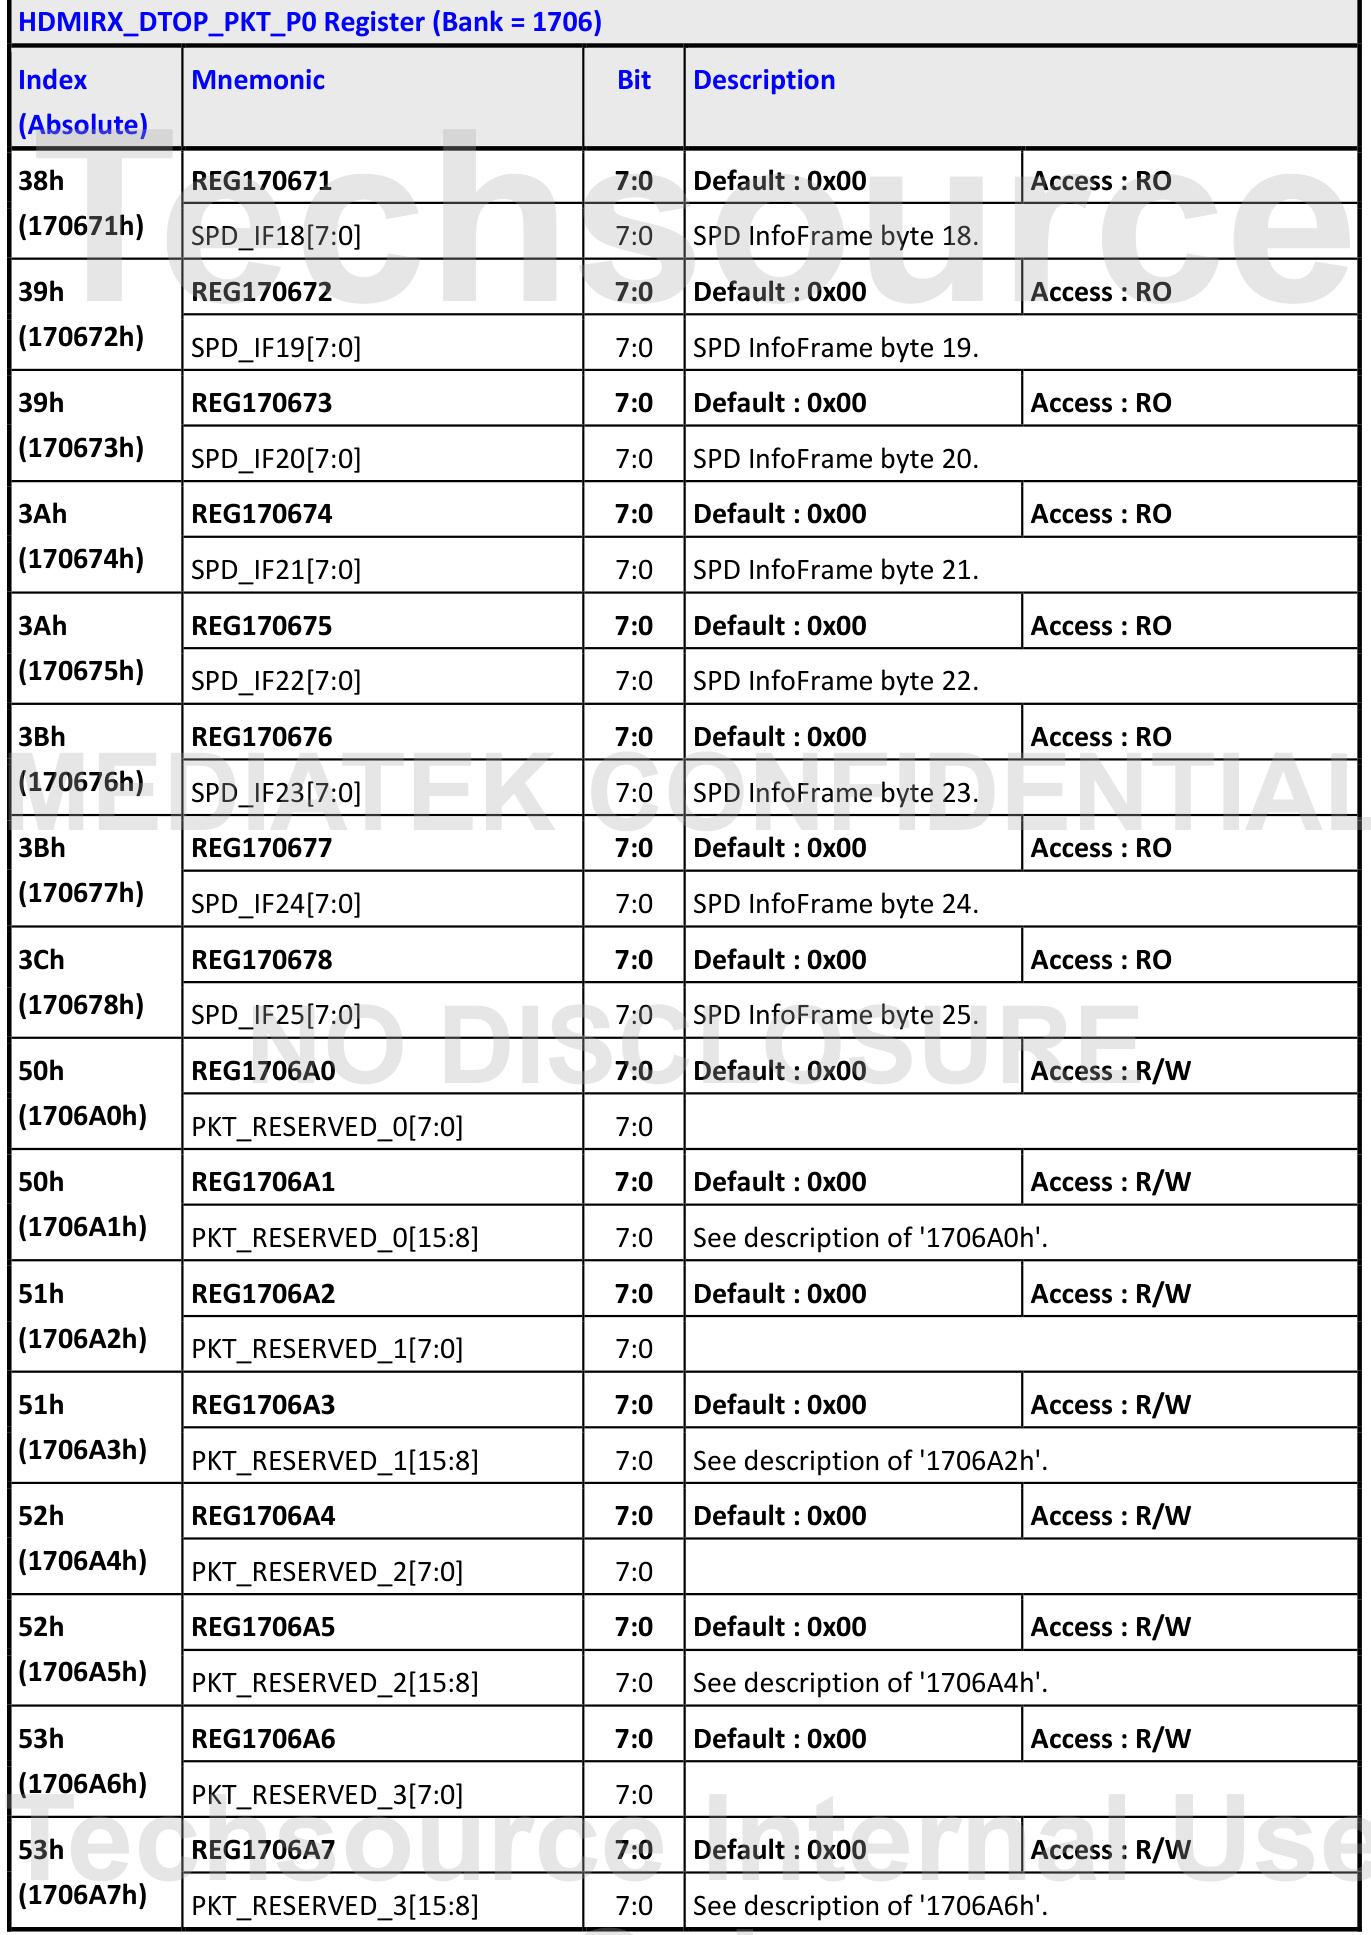 HDMIRX_DTOP_PKT_P0 Register (Bank = 1706)
Index (Absolute) Mnemonic Bit Description
38h (170671h) REG170671 7:0 Default : 0x00 Access : RO
SPD_IF18[7:0] 7:0 SPD InfoFrame byte 18.
39h (170672h) REG170672 7:0 Default : 0x00 Access : RO
SPD_IF19[7:0] 7:0 SPD InfoFrame byte 19.
39h (170673h) REG170673 7:0 Default : 0x00 Access : RO
SPD_IF20[7:0] 7:0 SPD InfoFrame byte 20.
3Ah (170674h) REG170674 7:0 Default : 0x00 Access : RO
SPD_IF21[7:0] 7:0 SPD InfoFrame byte 21.
3Ah (170675h) REG170675 7:0 Default : 0x00 Access : RO
SPD_IF22[7:0] 7:0 SPD InfoFrame byte 22.
3Bh (170676h) REG170676 7:0 Default : 0x00 Access : RO
SPD_IF23[7:0] 7:0 SPD InfoFrame byte 23.
3Bh (170677h) REG170677 7:0 Default : 0x00 Access : RO
SPD_IF24[7:0] 7:0 SPD InfoFrame byte 24.
3Ch (170678h) REG170678 7:0 Default : 0x00 Access : RO
SPD_IF25[7:0] 7:0 SPD InfoFrame byte 25.
50h (1706A0h) REG1706A0 7:0 Default : 0x00 Access : R/W
PKT_RESERVED_0[7:0] 7:0
50h (1706A1h) REG1706A1 7:0 Default : 0x00 Access : R/W
PKT_RESERVED_0[15:8] 7:0 See description of '1706A0h'.
51h (1706A2h) REG1706A2 7:0 Default : 0x00 Access : R/W
PKT_RESERVED_1[7:0] 7:0
51h (1706A3h) REG1706A3 7:0 Default : 0x00 Access : R/W
PKT_RESERVED_1[15:8] 7:0 See description of '1706A2h'.
52h (1706A4h) REG1706A4 7:0 Default : 0x00 Access : R/W
PKT_RESERVED_2[7:0] 7:0
52h (1706A5h) REG1706A5 7:0 Default : 0x00 Access : R/W
PKT_RESERVED_2[15:8] 7:0 See description of '1706A4h'.
53h (1706A6h) REG1706A6 7:0 Default : 0x00 Access : R/W
PKT_RESERVED_3[7:0] 7:0
53h (1706A7h) REG1706A7 7:0 Default : 0x00 Access : R/W
PKT_RESERVED_3[15:8] 7:0 See description of '1706A6h'.
Techsource
MEDIATEK CONFIDENTIAL
NO DISCLOSURE
Techsource Internal Use